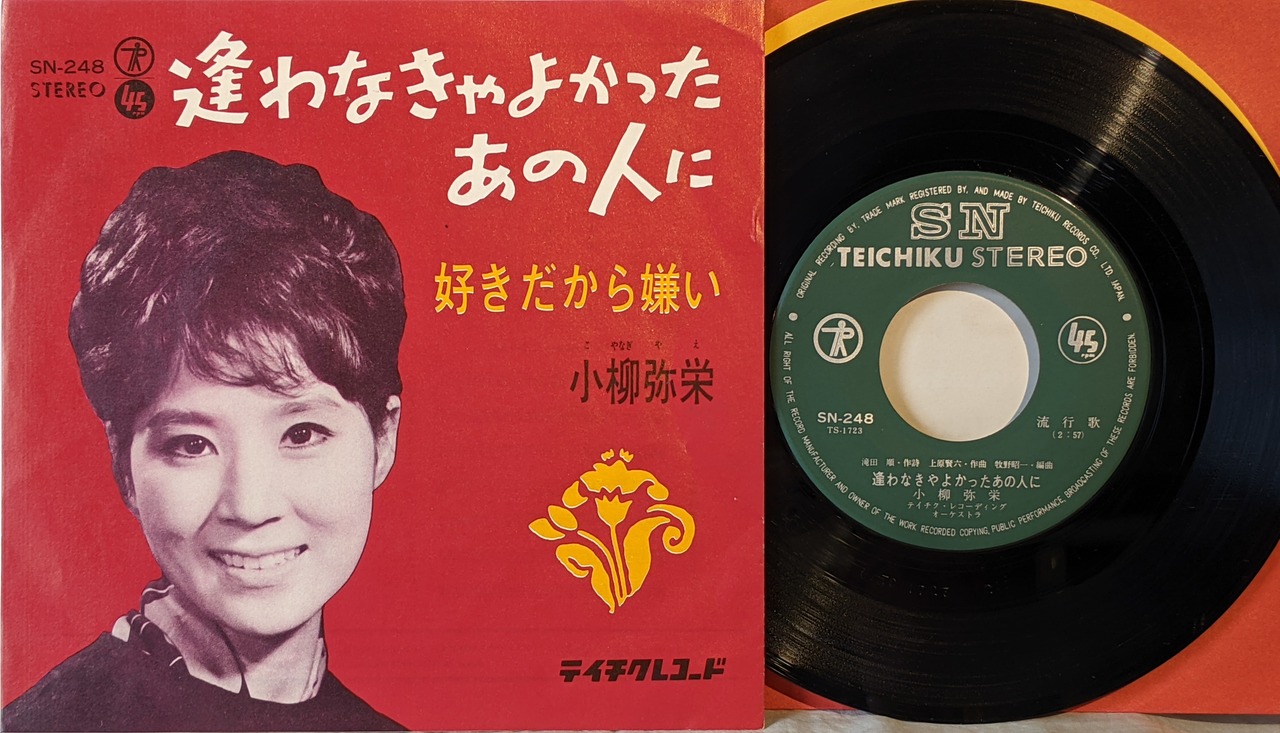 SN-248
STEREO
45
rpm
逢わなきゃよかった
あの人に
好きだから嫌い
こ やなぎ や え
小柳弥栄
テイチクレコード
ORIGINAL RECORDING BY, TRADE MARK REGISTERED BY, AND MADE BY TEICHIKU RECORDS CO., LTD. JAPAN
SN
TEICHIKU STEREO
45
rpm
SN-248
TS-1723
流行歌
(2:57)
滝田 順・作詩 上原賢六・作曲 牧野昭一・編曲
逢わなきゃよかったあの人に
小柳弥栄
テイチク・レコーディング
オーケストラ
ALL RIGHT OF THE RECORD MANUFACTURER AND OWNER OF THE WORK RECORDED COPYING, PUBLIC PERFORMANCE, BROADCASTING OF THESE RECORDS ARE FORBIDDEN.